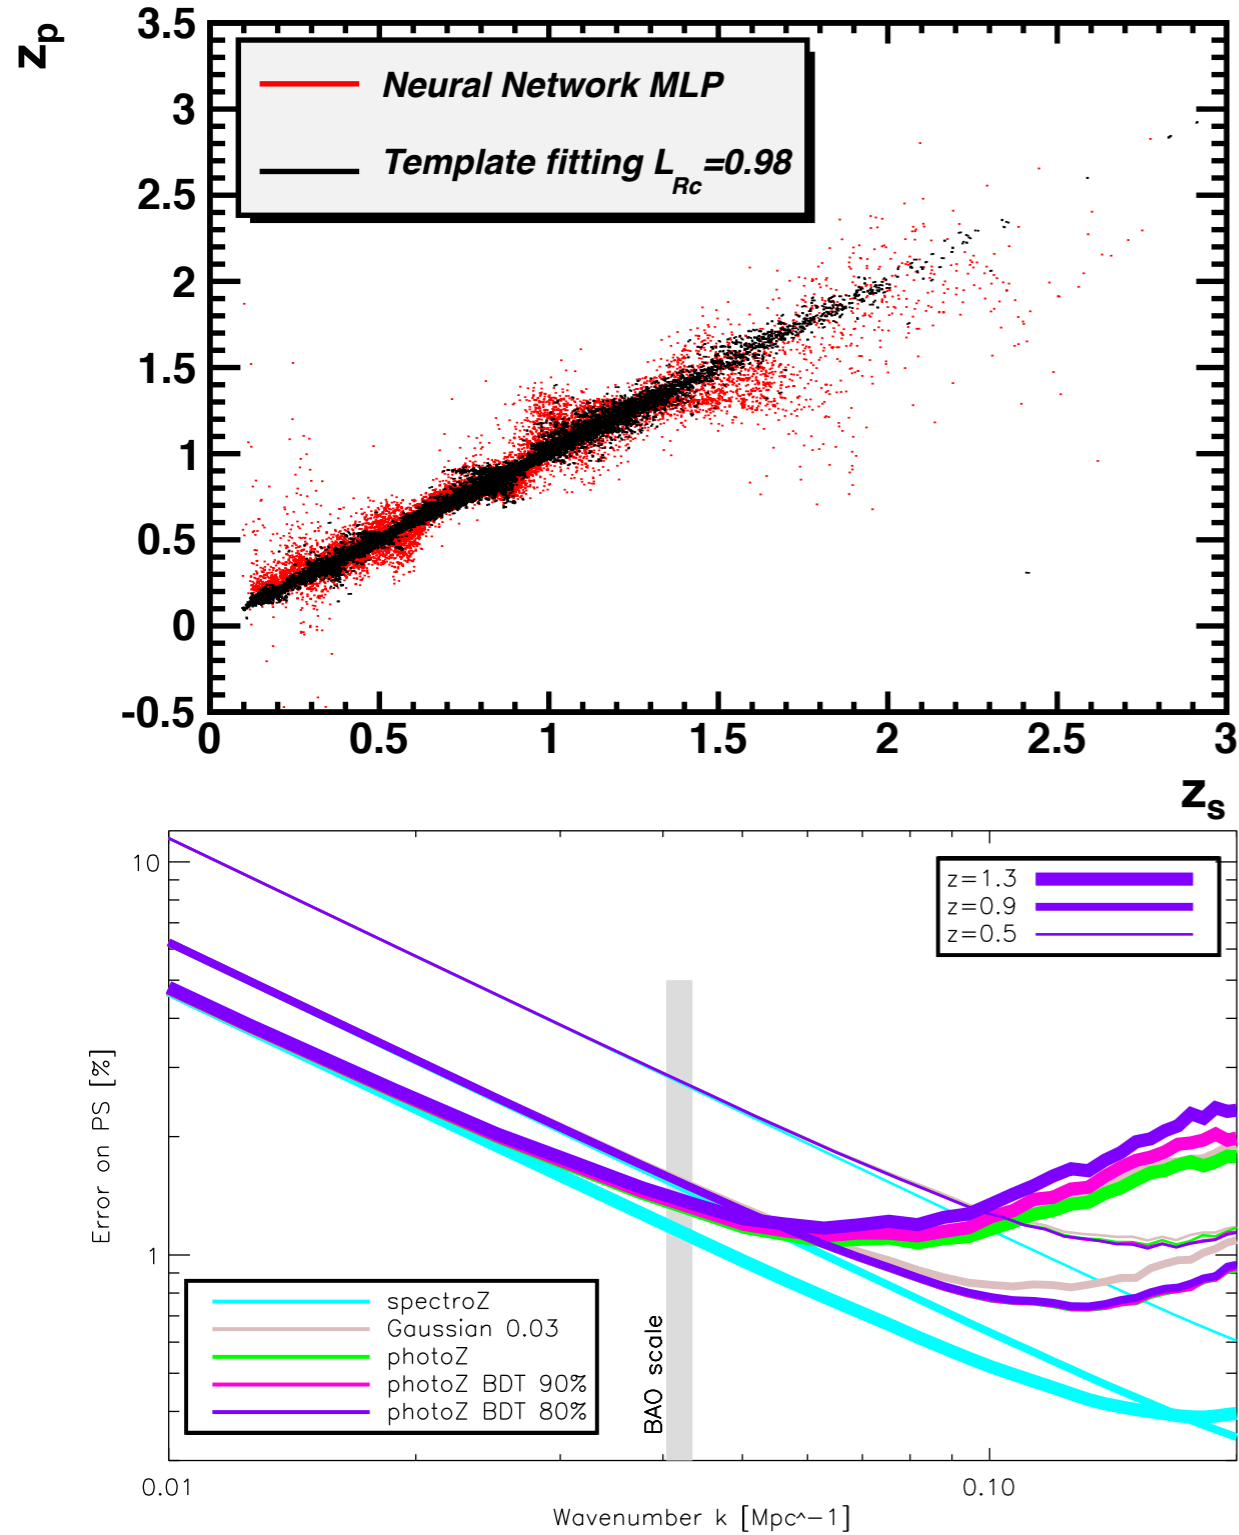 z_p
3.5
Neural Network MLP
3
Template fitting L_Rc=0.98
2.5
2
1.5
1
0.5
0
-0.5
0 0.5 1 1.5 2 2.5 3
z_s
10
z=1.3
z=0.9
z=0.5
Error on PS [%]
1
spectroZ
Gaussian 0.03
photoZ
photoZ BDT 90%
photoZ BDT 80%
BAO scale
0.01 0.10
Wavenumber k [Mpc^-1]